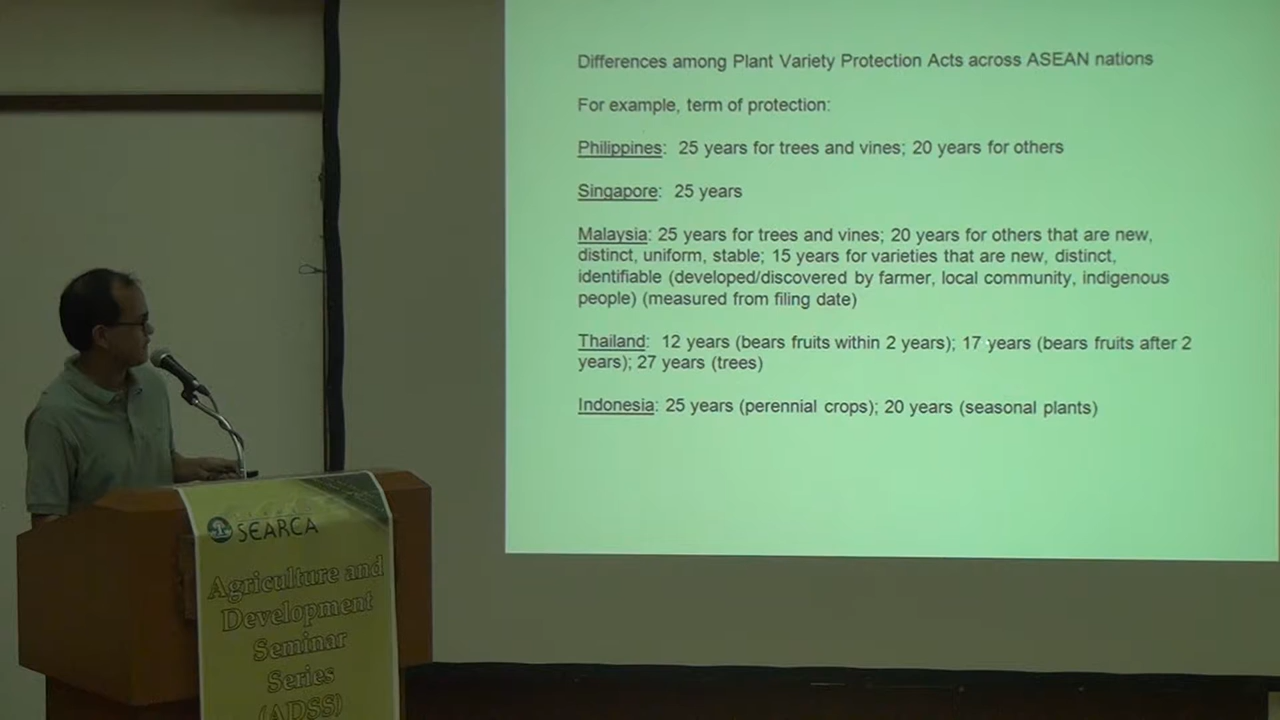 Differences among Plant Variety Protection Acts across ASEAN nations
For example, term of protection:
Philippines: 25 years for trees and vines; 20 years for others
Singapore: 25 years
Malaysia: 25 years for trees and vines; 20 years for others that are new,
distinct, uniform, stable; 15 years for varieties that are new, distinct,
identifiable (developed/discovered by farmer, local community, indigenous
people) (measured from filing date)
Thailand: 12 years (bears fruits within 2 years); 17 years (bears fruits after 2
years); 27 years (trees)
Indonesia: 25 years (perennial crops); 20 years (seasonal plants)
SEARCA
Agriculture and
Development
Seminar
Series
(ADSS)